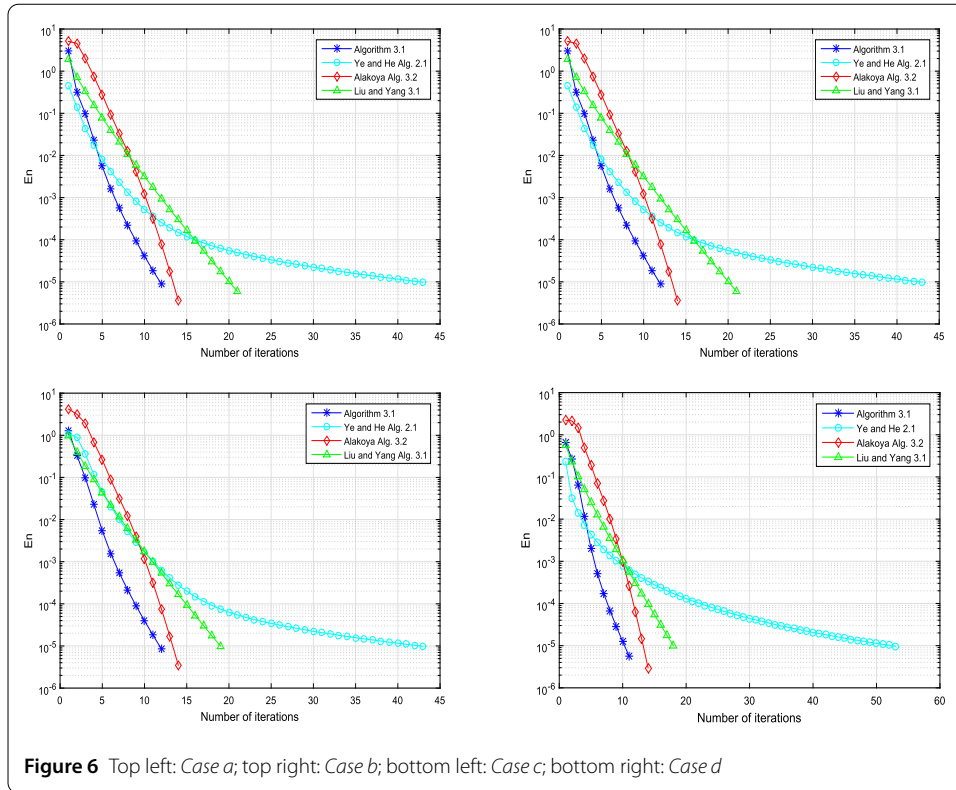 10^1
10^0
10^-1
10^-2
10^-3
10^-4
10^-5
10^-6
En
0 5 10 15 20 25 30 35 40 45
Number of iterations
Algorithm 3.1
Ye and He Alg. 2.1
Alakoya Alg. 3.2
Liu and Yang 3.1
10^1
10^0
10^-1
10^-2
10^-3
10^-4
10^-5
10^-6
En
0 5 10 15 20 25 30 35 40 45
Number of iterations
Algorithm 3.1
Ye and He Alg. 2.1
Alakoya Alg. 3.2
Liu and Yang 3.1
10^1
10^0
10^-1
10^-2
10^-3
10^-4
10^-5
10^-6
En
0 5 10 15 20 25 30 35 40 45
Number of iterations
Algorithm 3.1
Ye and He Alg. 2.1
Alakoya Alg. 3.2
Liu and Yang Alg. 3.1
10^1
10^0
10^-1
10^-2
10^-3
10^-4
10^-5
10^-6
En
0 10 20 30 40 50 60
Number of iterations
Algorithm 3.1
Ye and He 2.1
Alakoya Alg. 3.2
Liu and Yang Alg. 3.1
Figure 6 Top left: Case a; top right: Case b; bottom left: Case c; bottom right: Case d